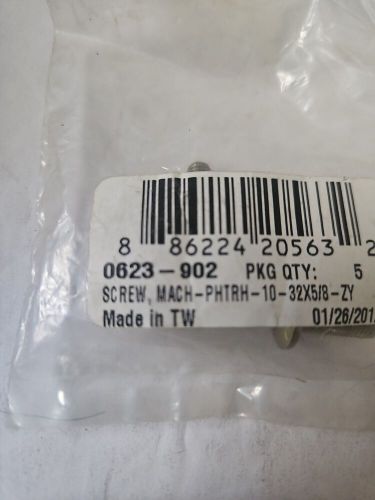 8 86224 20563 2
0623-902 PKG QTY: 5
SCREW, MACH-PHTRH-10-32X5/8-ZY
Made in TW 01/26/201